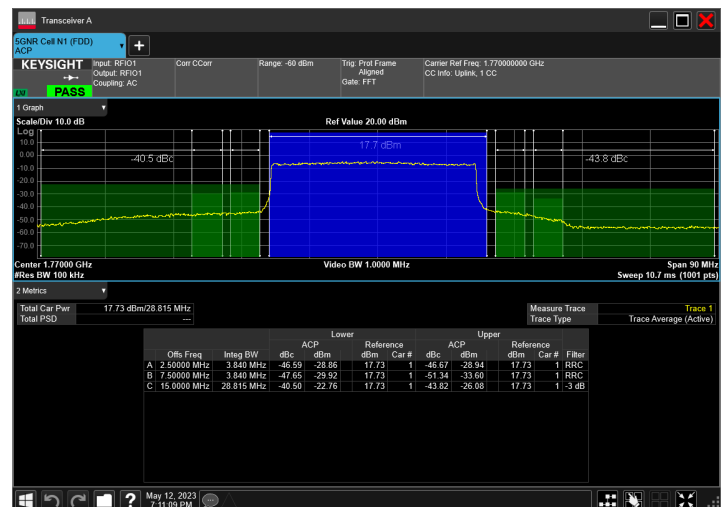 Transceiver A
5GNR Cell N1 (FDD)
ACP
KEYSIGHT
LXI
PASS
Input: RFIO1
Output: RFIO1
Coupling: AC
Corr CCorr
Range: -60 dBm
Trig: Prot Frame
Aligned
Gate: FFT
Carrier Ref Freq: 1.770000000 GHz
CC Info: Uplink, 1 CC
1 Graph
Scale/Div 10.0 dB
Ref Value 20.00 dBm
Log
10.0
0.00
-10.0
-20.0
-30.0
-40.0
-50.0
-60.0
-70.0
-40.5 dBc
17.7 dBm
-43.8 dBc
Center 1.77000 GHz
Video BW 1.0000 MHz
Span 90 MHz
#Res BW 100 kHz
Sweep 10.7 ms (1001 pts)
2 Metrics
Total Car Pwr 17.73 dBm/28.815 MHz
Total PSD ---
Measure Trace Trace 1
Trace Type Trace Average (Active)
Lower Upper
ACP Reference ACP Reference
Offs Freq Integ BW dBc dBm dBm Car # dBc dBm dBm Car # Filter
A 2.50000 MHz 3.840 MHz -46.59 -28.86 17.73 1 -46.67 -28.94 17.73 1 RRC
B 7.50000 MHz 3.840 MHz -47.65 -29.92 17.73 1 -51.34 -33.60 17.73 1 RRC
C 15.0000 MHz 28.815 MHz -40.50 -22.76 17.73 1 -43.82 -26.08 17.73 1 -3 dB
?
May 12, 2023
7:11:09 PM